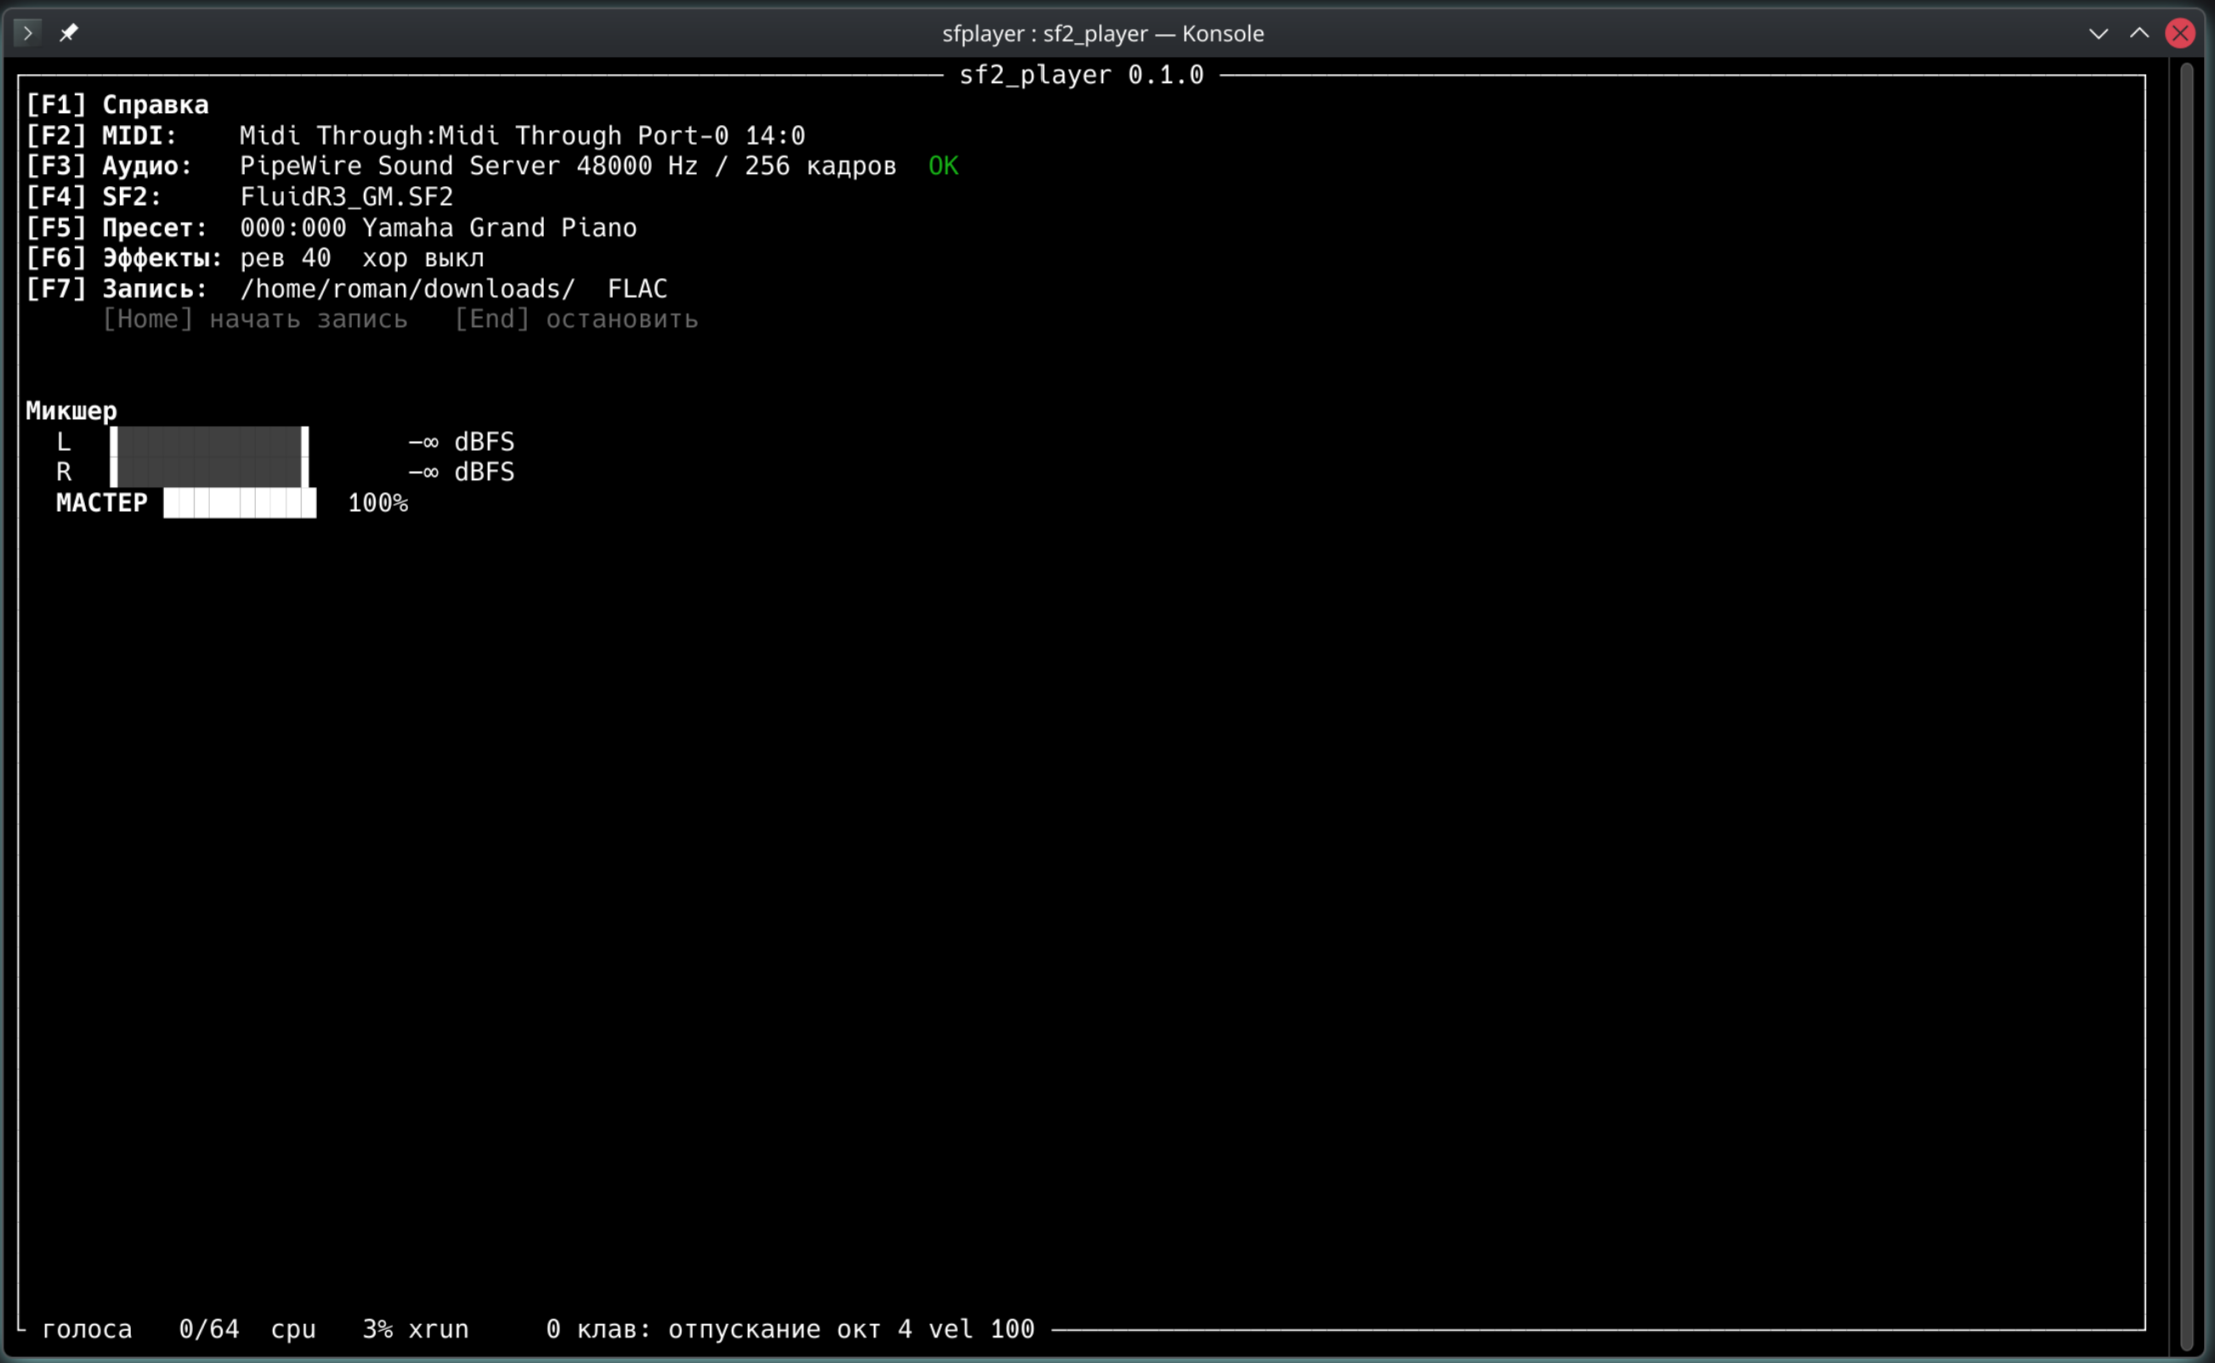 sfplayer : sf2_player — Konsole
sf2_player 0.1.0
[F1] Справка
[F2] MIDI: Midi Through:Midi Through Port-0 14:0
[F3] Аудио: PipeWire Sound Server 48000 Hz / 256 кадров OK
[F4] SF2: FluidR3_GM.SF2
[F5] Пресет: 000:000 Yamaha Grand Piano
[F6] Эффекты: рев 40 хор выкл
[F7] Запись: /home/roman/downloads/ FLAC
[Home] начать запись [End] остановить
Микшер
L −∞ dBFS
R −∞ dBFS
МАСТЕР 100%
голоса 0/64 cpu 3% xrun 0 клав: отпускание окт 4 vel 100